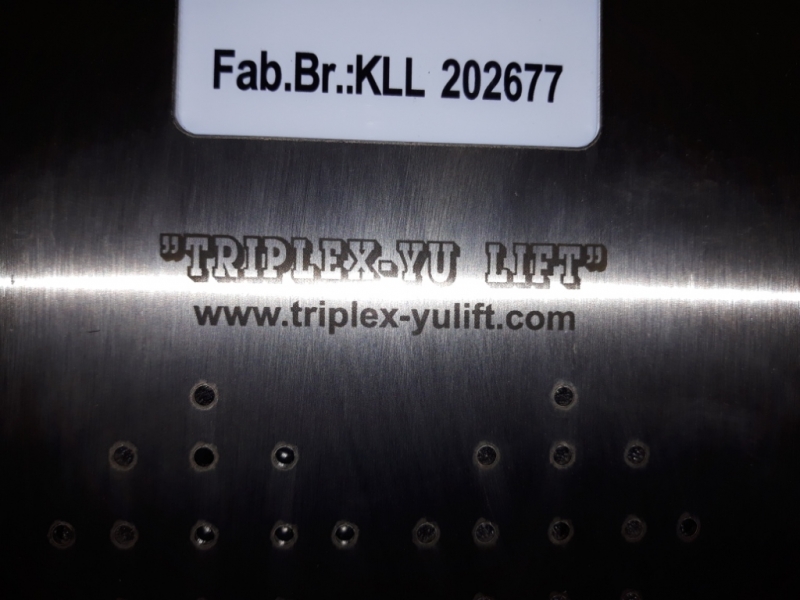 Fab.Br.:KLL 202677
"TRIPLEX-YU LIFT"
www.triplex-yulift.com